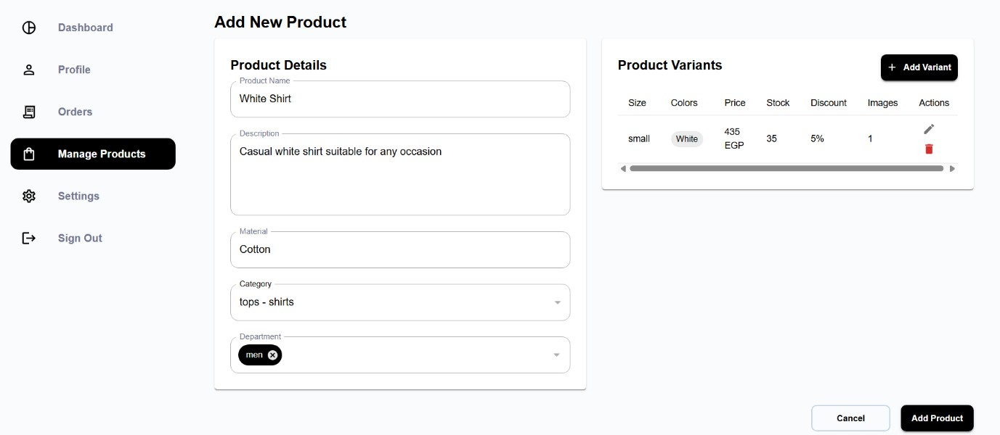 Dashboard
Profile
Orders
Manage Products
Settings
Sign Out
Add New Product
Product Details
Product Name
White Shirt
Description
Casual white shirt suitable for any occasion
Material
Cotton
Category
tops - shirts
Department
men
Product Variants
+ Add Variant
Size Colors Price Stock Discount Images Actions
small White 435 EGP 35 5% 1
Cancel
Add Product